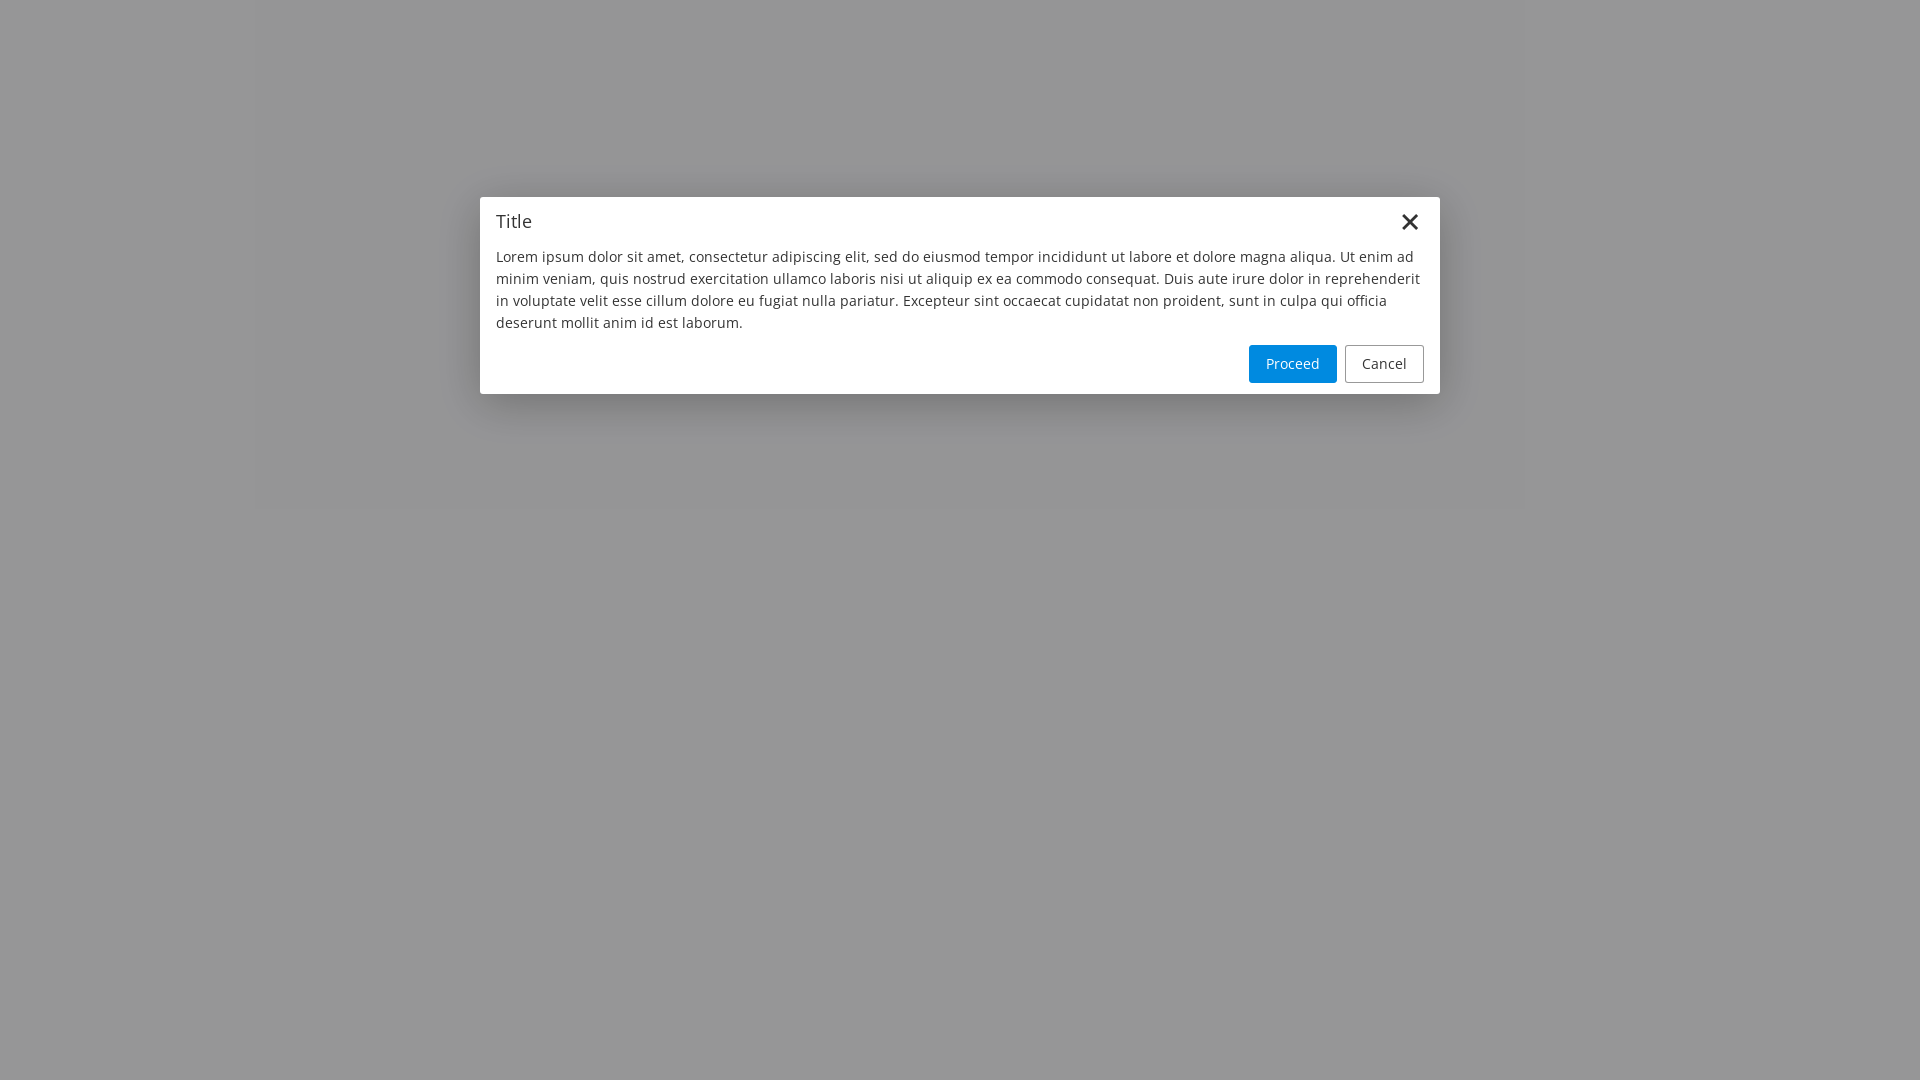 Title
Lorem ipsum dolor sit amet, consectetur adipiscing elit, sed do eiusmod tempor incididunt ut labore et dolore magna aliqua. Ut enim ad
minim veniam, quis nostrud exercitation ullamco laboris nisi ut aliquip ex ea commodo consequat. Duis aute irure dolor in reprehenderit
in voluptate velit esse cillum dolore eu fugiat nulla pariatur. Excepteur sint occaecat cupidatat non proident, sunt in culpa qui officia
deserunt mollit anim id est laborum.
Proceed Cancel